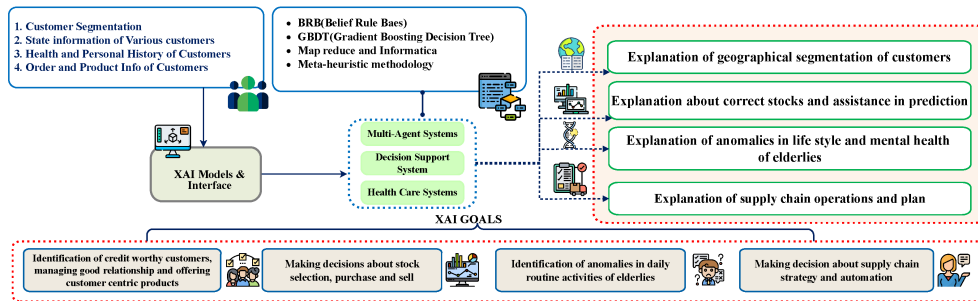 1. Customer Segmentation
2. State information of Various customers
3. Health and Personal History of Customers
4. Order and Product Info of Customers
• BRB(Belief Rule Baes)
• GBDT(Gradient Boosting Decision Tree)
• Map reduce and Informatica
• Meta-heuristic methodology
Explanation of geographical segmentation of customers
Explanation about correct stocks and assistance in prediction
Explanation of anomalies in life style and mental health
of elderlies
Explanation of supply chain operations and plan
XAI Models &
Interface
Multi-Agent Systems
Decision Support
System
Health Care Systems
XAI GOALS
Identification of credit worthy customers,
managing good relationship and offering
customer centric products
Making decisions about stock
selection, purchase and sell
Identification of anomalies in daily
routine activities of elderlies
Making decision about supply chain
strategy and automation